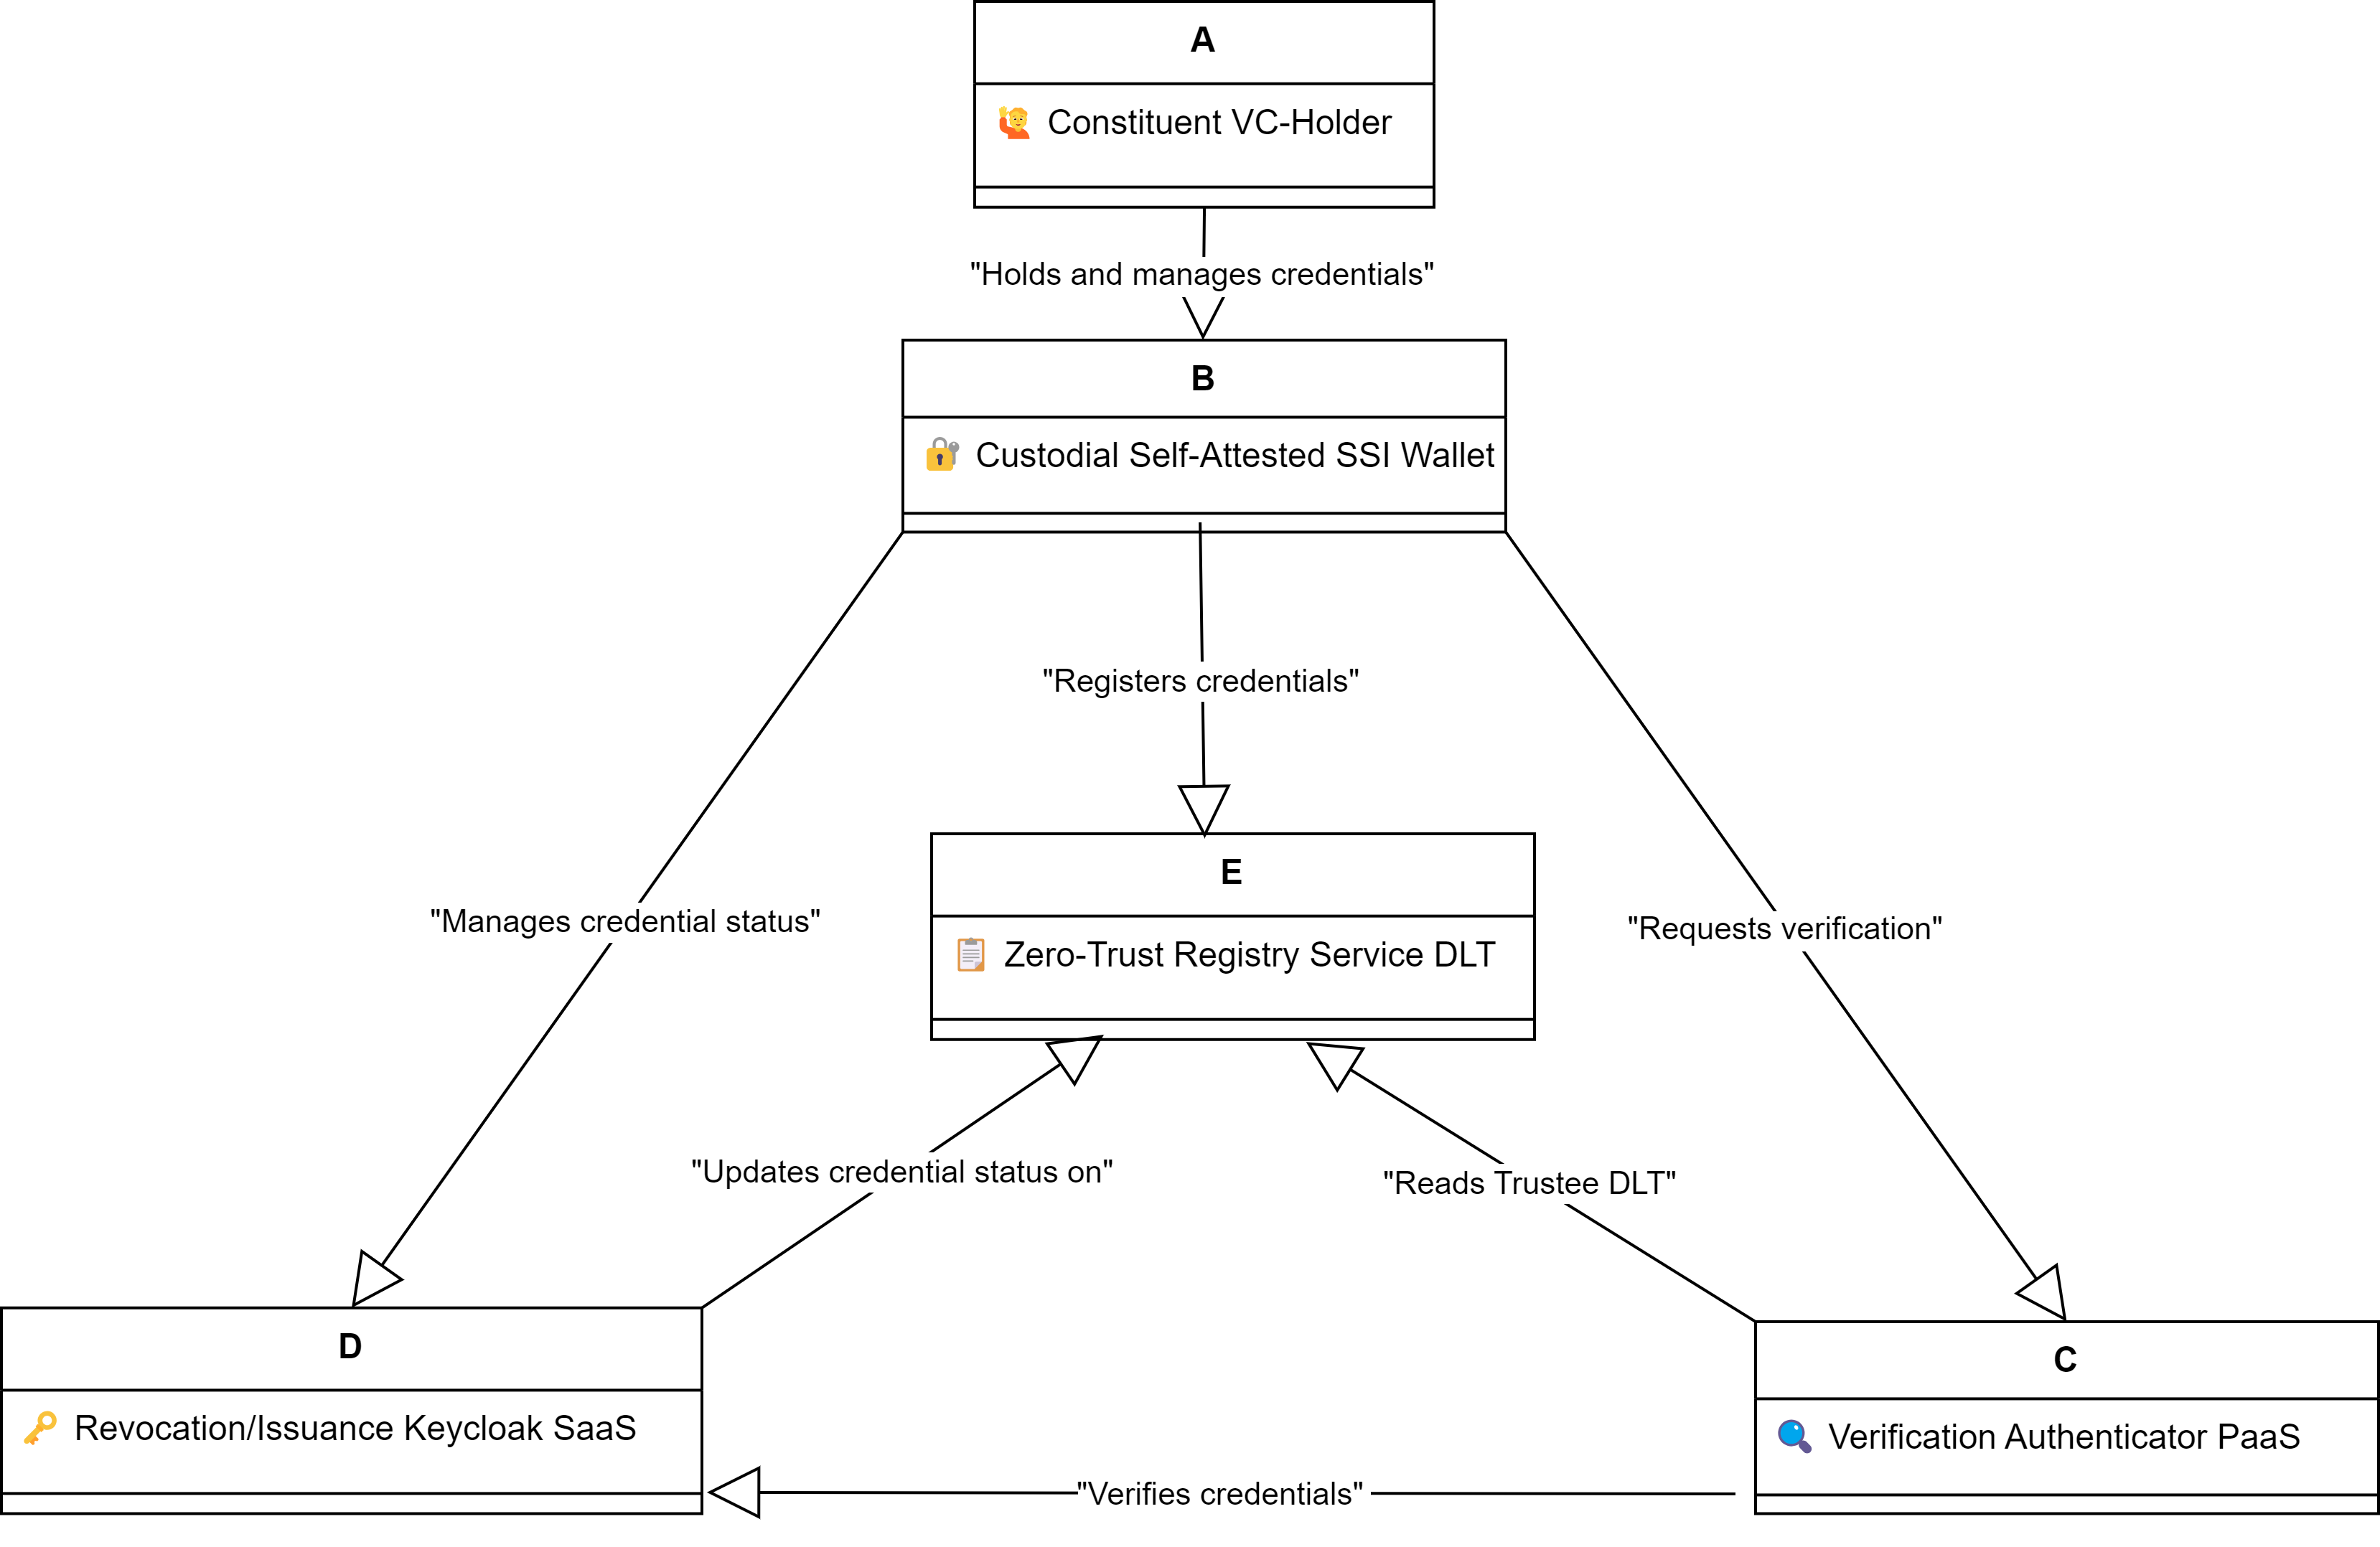 A
Constituent VC-Holder
"Holds and manages credentials"
B
Custodial Self-Attested SSI Wallet
"Registers credentials"
"Manages credential status"
"Requests verification"
E
Zero-Trust Registry Service DLT
"Updates credential status on"
"Reads Trustee DLT"
D
Revocation/Issuance Keycloak SaaS
C
Verification Authenticator PaaS
"Verifies credentials"